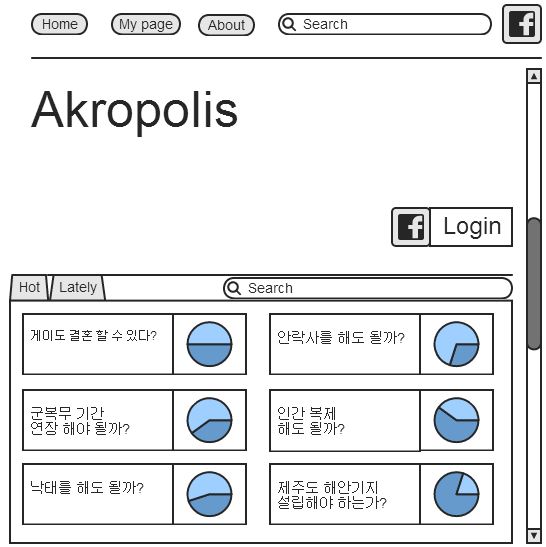 Home
My page
About
Search
Akropolis
Login
Hot
Lately
Search
게이도 결혼 할 수 있다?
안락사를 해도 될까?
군복무 기간
연장 해야 될까?
인간 복제
해도 될까?
낙태를 해도 될까?
제주도 해안기지
설립해야 하는가?